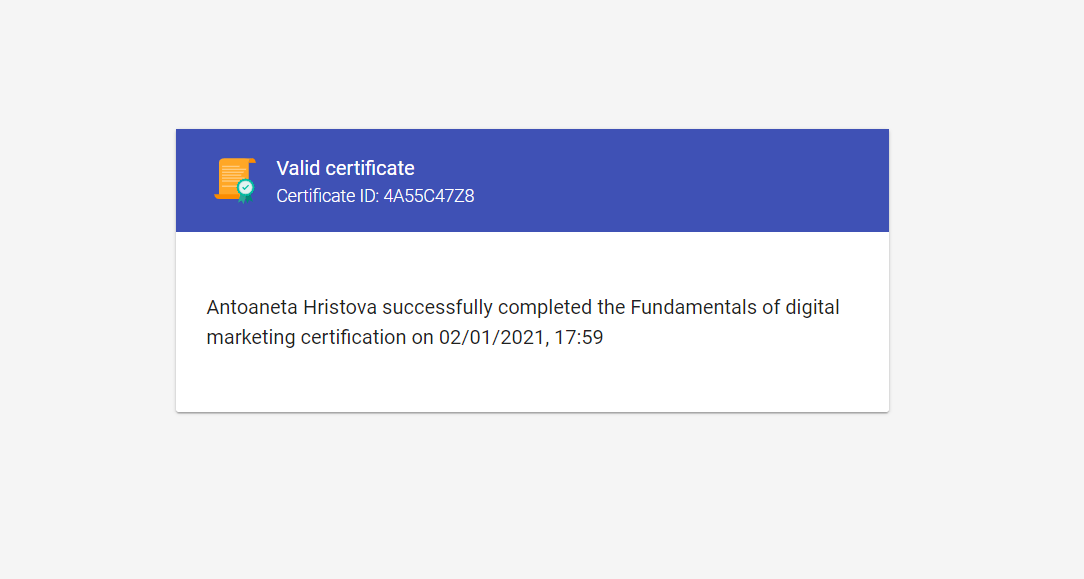 Valid certificate
Certificate ID: 4A55C47Z8
Antoaneta Hristova successfully completed the Fundamentals of digital
marketing certification on 02/01/2021, 17:59